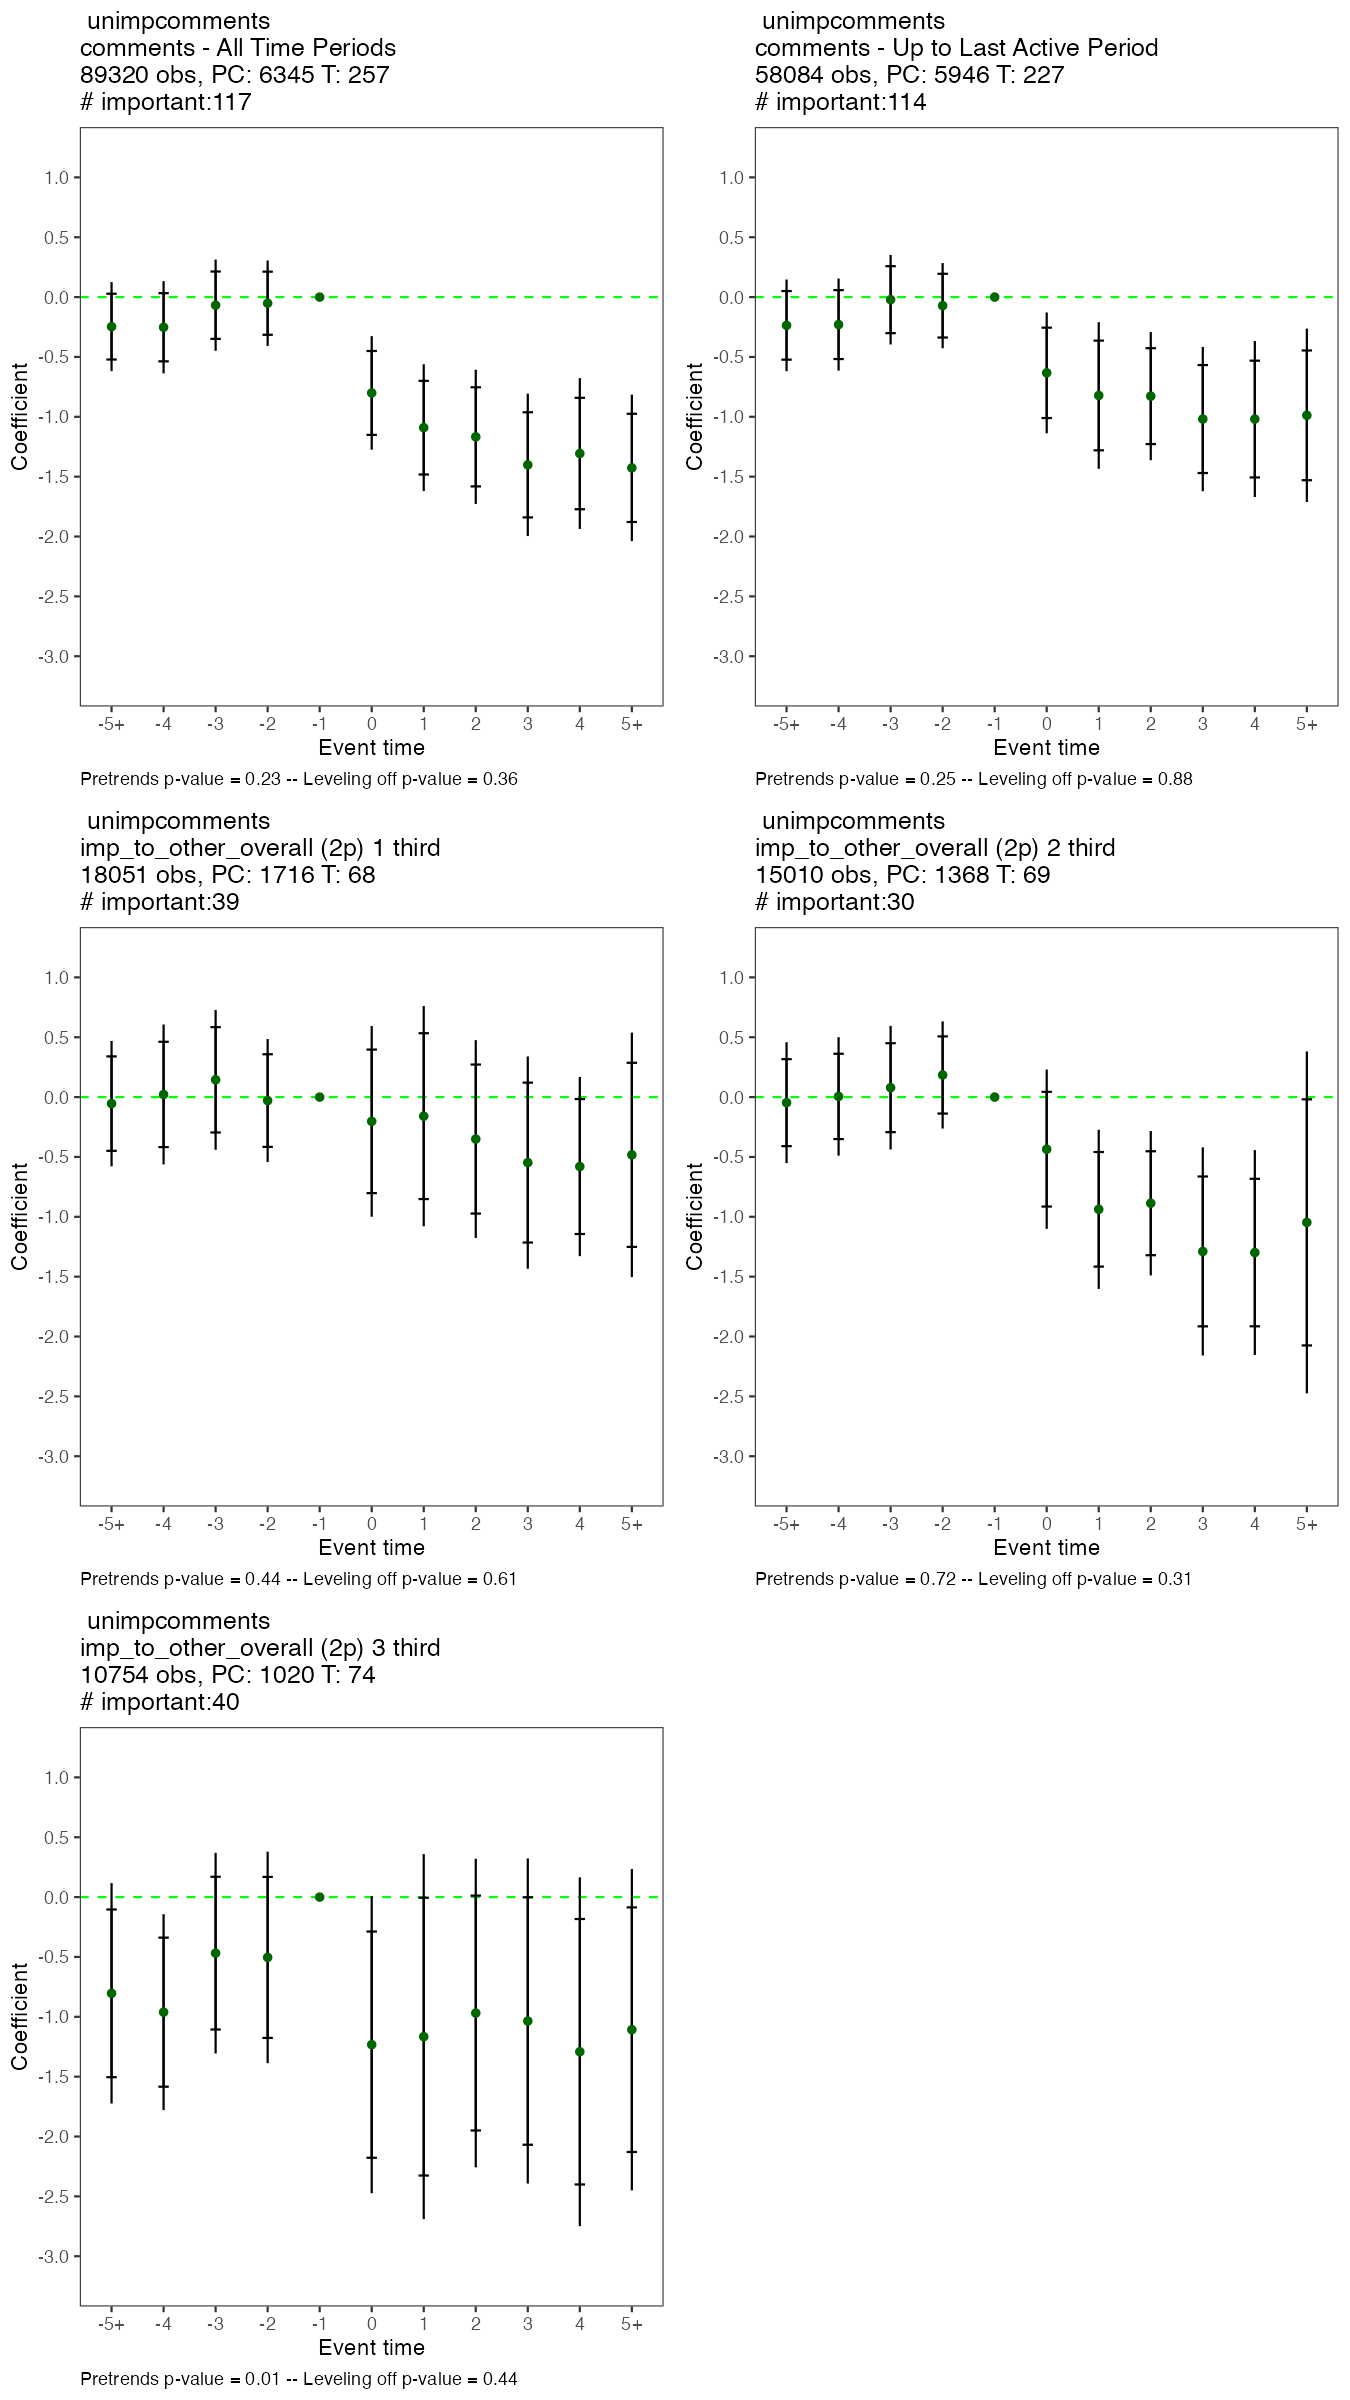 unimpcomments
comments - All Time Periods
89320 obs, PC: 6345 T: 257
# important:117
Coefficient
1.0
0.5
0.0
-0.5
-1.0
-1.5
-2.0
-2.5
-3.0
-5+ -4 -3 -2 -1 0 1 2 3 4 5+
Event time
Pretrends p-value = 0.23 -- Leveling off p-value = 0.36
unimpcomments
comments - Up to Last Active Period
58084 obs, PC: 5946 T: 227
# important:114
Coefficient
1.0
0.5
0.0
-0.5
-1.0
-1.5
-2.0
-2.5
-3.0
-5+ -4 -3 -2 -1 0 1 2 3 4 5+
Event time
Pretrends p-value = 0.25 -- Leveling off p-value = 0.88
unimpcomments
imp_to_other_overall (2p) 1 third
18051 obs, PC: 1716 T: 68
# important:39
Coefficient
1.0
0.5
0.0
-0.5
-1.0
-1.5
-2.0
-2.5
-3.0
-5+ -4 -3 -2 -1 0 1 2 3 4 5+
Event time
Pretrends p-value = 0.44 -- Leveling off p-value = 0.61
unimpcomments
imp_to_other_overall (2p) 2 third
15010 obs, PC: 1368 T: 69
# important:30
Coefficient
1.0
0.5
0.0
-0.5
-1.0
-1.5
-2.0
-2.5
-3.0
-5+ -4 -3 -2 -1 0 1 2 3 4 5+
Event time
Pretrends p-value = 0.72 -- Leveling off p-value = 0.31
unimpcomments
imp_to_other_overall (2p) 3 third
10754 obs, PC: 1020 T: 74
# important:40
Coefficient
1.0
0.5
0.0
-0.5
-1.0
-1.5
-2.0
-2.5
-3.0
-5+ -4 -3 -2 -1 0 1 2 3 4 5+
Event time
Pretrends p-value = 0.01 -- Leveling off p-value = 0.44